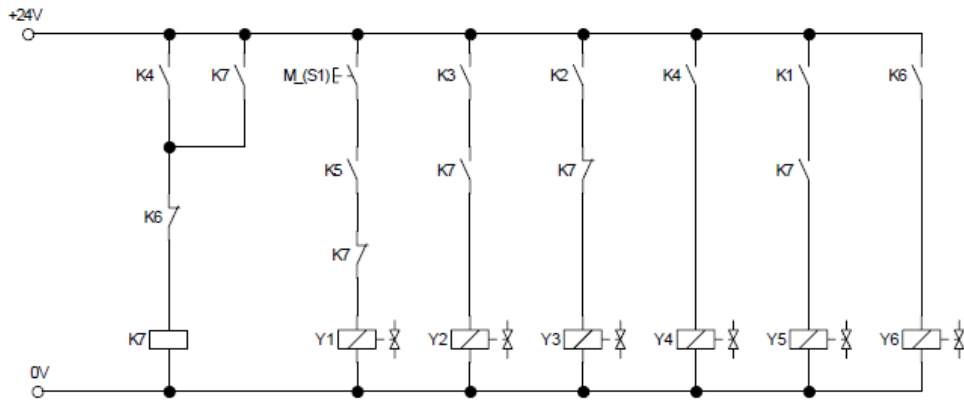 +24V
K4 K7 M_(S1) K3 K2 K4 K1 K6
K5 K7 K7 K7
K6
K7
K7 Y1 Y2 Y3 Y4 Y5 Y6
0V